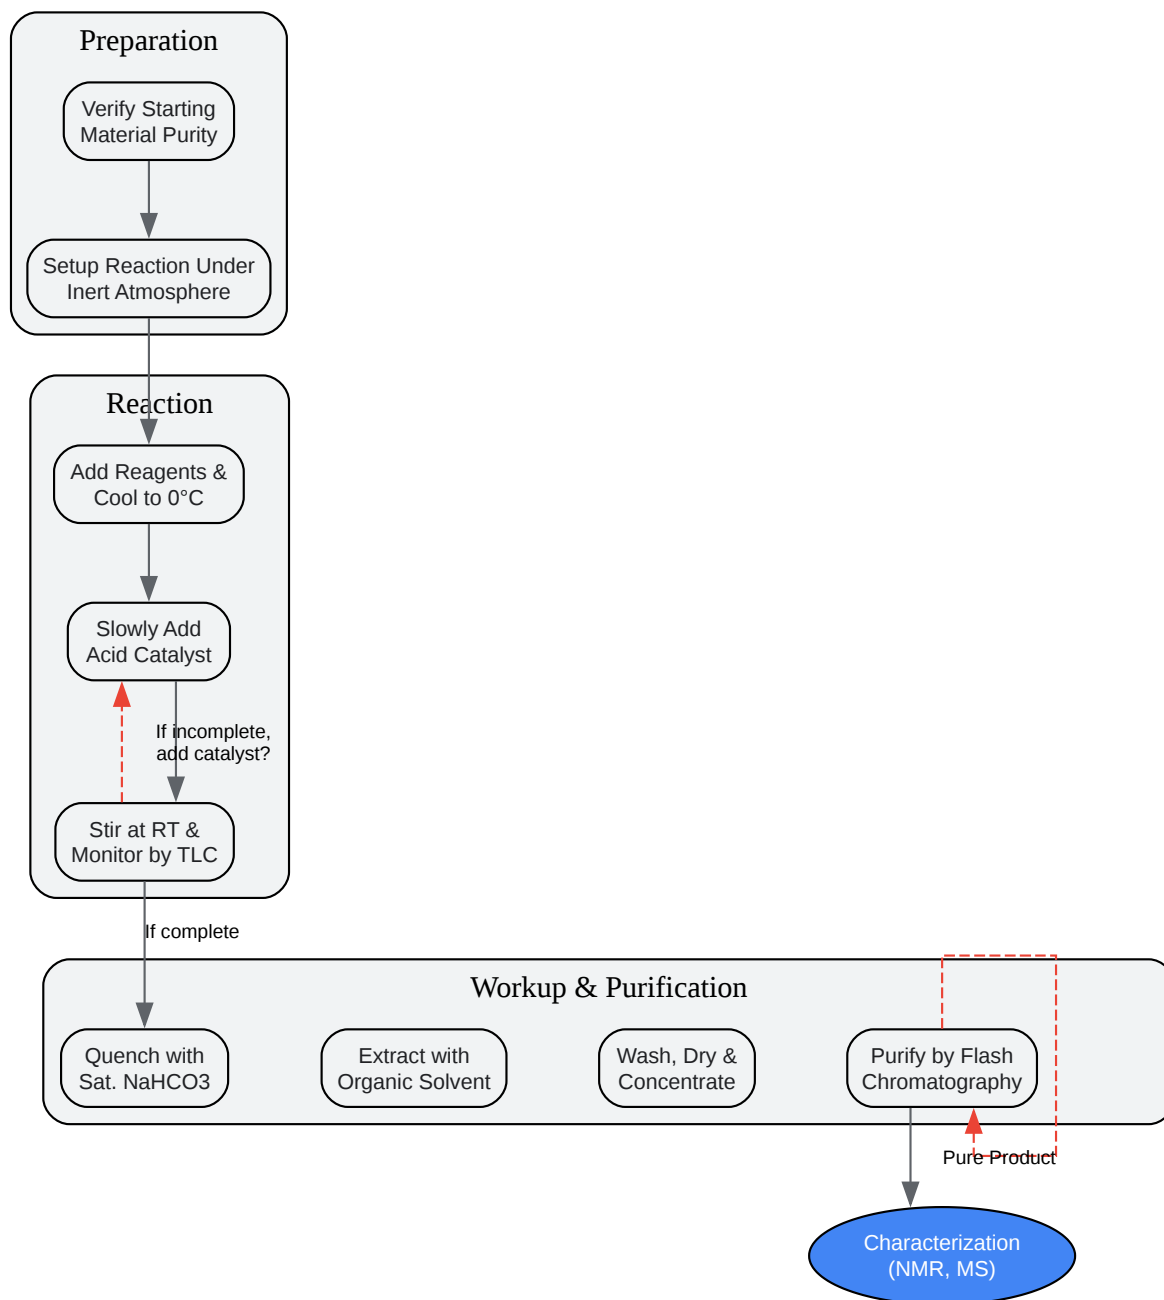 Preparation
Verify Starting
Material Purity
Setup Reaction Under
Inert Atmosphere
Reaction
Add Reagents &
Cool to 0°C
Slowly Add
Acid Catalyst
If incomplete,
add catalyst?
Stir at RT &
Monitor by TLC
If complete
Workup & Purification
Quench with
Sat. NaHCO3
Extract with
Organic Solvent
Wash, Dry &
Concentrate
Purify by Flash
Chromatography
Pure Product
Characterization
(NMR, MS)